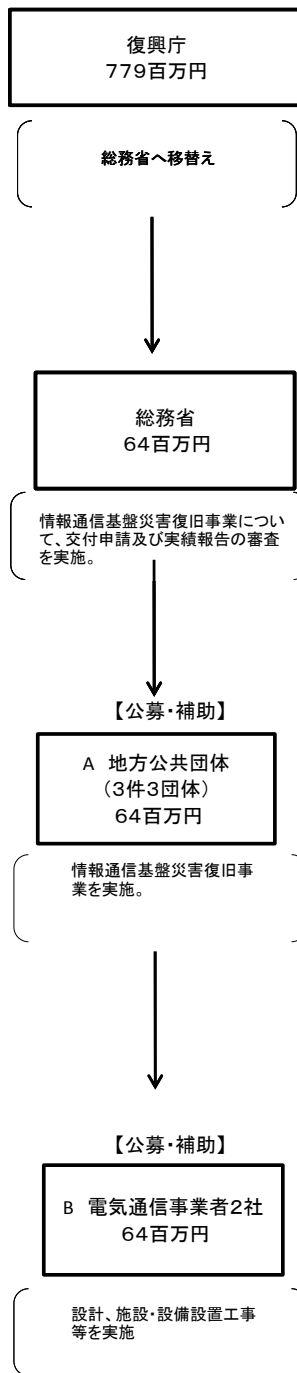 復興庁
779百万円
総務省へ移替え
総務省
64百万円
情報通信基盤災害復旧事業につい
て、交付申請及び実績報告の審査
を実施。
【公募・補助】
A 地方公共団体
(3件3団体)
64百万円
情報通信基盤災害復旧事
業を実施。
【公募・補助】
B 電気通信事業者2社
64百万円
設計、施設・設備設置工事
等を実施